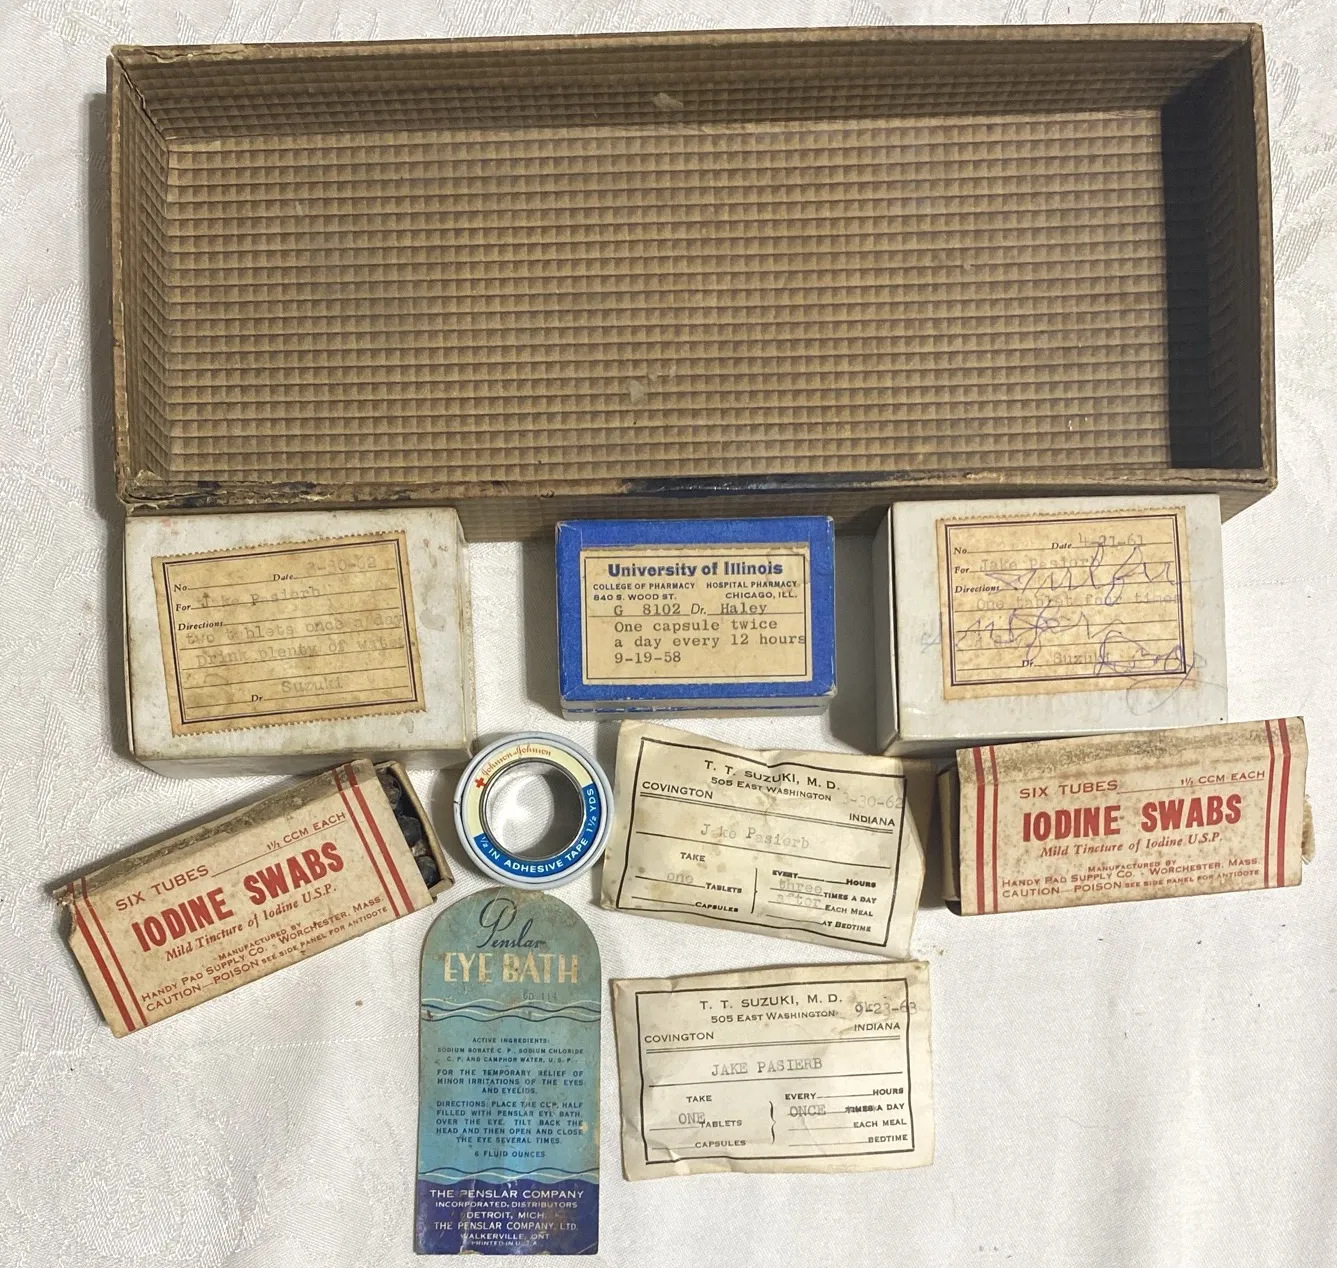 No. Date
For Jake Pasierb
Directions
two tablets once a day
Drink plenty of water
Dr. Suzuki
University of Illinois
COLLEGE OF PHARMACY HOSPITAL PHARMACY
840 S. WOOD ST. CHICAGO, ILL.
G 8102 Dr. Haley
One capsule twice
a day every 12 hours
9-19-58
No. Date 4-21-61
For Jake Pasierb
Directions
One tablet four times
a day
Dr. Suzuki
SIX TUBES 1½ CCM EACH
IODINE SWABS
Mild Tincture of Iodine U.S.P.
MANUFACTURED BY
HANDY PAD SUPPLY CO. WORCHESTER, MASS.
CAUTION—POISON SEE SIDE PANEL FOR ANTIDOTE
Johnson & Johnson
½ IN ADHESIVE TAPE 1½ YDS
T. T. SUZUKI, M. D.
505 EAST WASHINGTON
COVINGTON -30-62
INDIANA
Jake Pasierb
TAKE
one TABLETS
CAPSULES
EVERY HOURS
three TIMES A DAY
after EACH MEAL
AT BEDTIME
SIX TUBES 1½ CCM EACH
IODINE SWABS
Mild Tincture of Iodine U.S.P.
MANUFACTURED BY
HANDY PAD SUPPLY CO. WORCHESTER, MASS.
CAUTION—POISON SEE SIDE PANEL FOR ANTIDOTE
Penslar
EYE BATH
ACTIVE INGREDIENTS:
SODIUM BORATE C. P., SODIUM CHLORIDE
C. P. AND CAMPHOR WATER, U. S. P.
FOR THE TEMPORARY RELIEF OF
MINOR IRRITATIONS OF THE EYES
AND EYELIDS.
DIRECTIONS: PLACE THE CUP, HALF
FILLED WITH PENSLAR EYE BATH,
OVER THE EYE. TILT BACK THE
HEAD AND THEN OPEN AND CLOSE
THE EYE SEVERAL TIMES.
6 FLUID OUNCES
THE PENSLAR COMPANY
INCORPORATED, DISTRIBUTORS
DETROIT, MICH.
THE PENSLAR COMPANY, LTD.
WALKERVILLE, ONT
PRINTED IN U.S.A.
T. T. SUZUKI, M. D.
505 EAST WASHINGTON 9-23-63
COVINGTON INDIANA
JAKE PASIERB
TAKE
ONE TABLETS
CAPSULES
EVERY HOURS
ONCE TIMES A DAY
EACH MEAL
BEDTIME